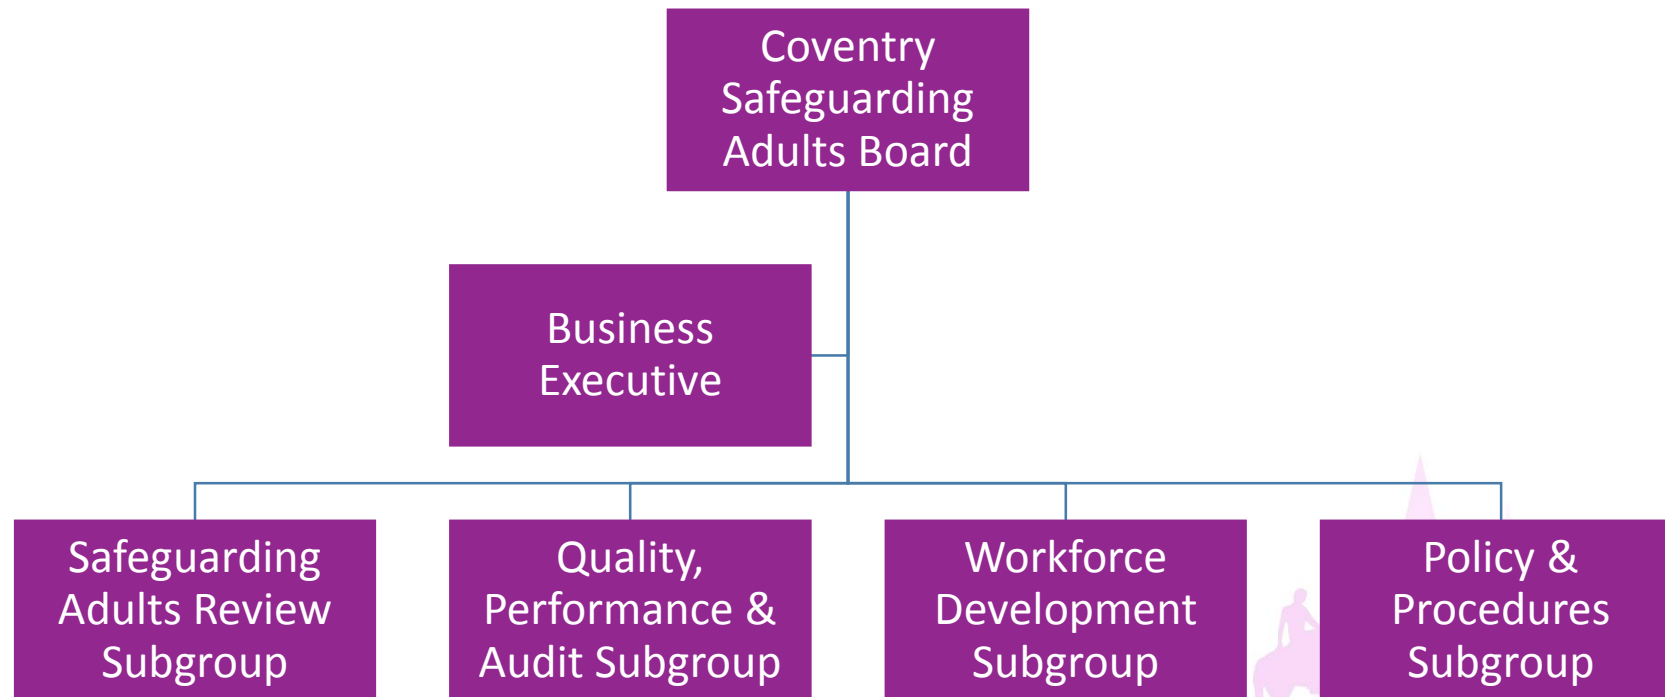 Coventry
Safeguarding
Adults Board
Business
Executive
Safeguarding
Adults Review
Subgroup
Quality,
Performance &
Audit Subgroup
Workforce
Development
Subgroup
Policy &
Procedures
Subgroup